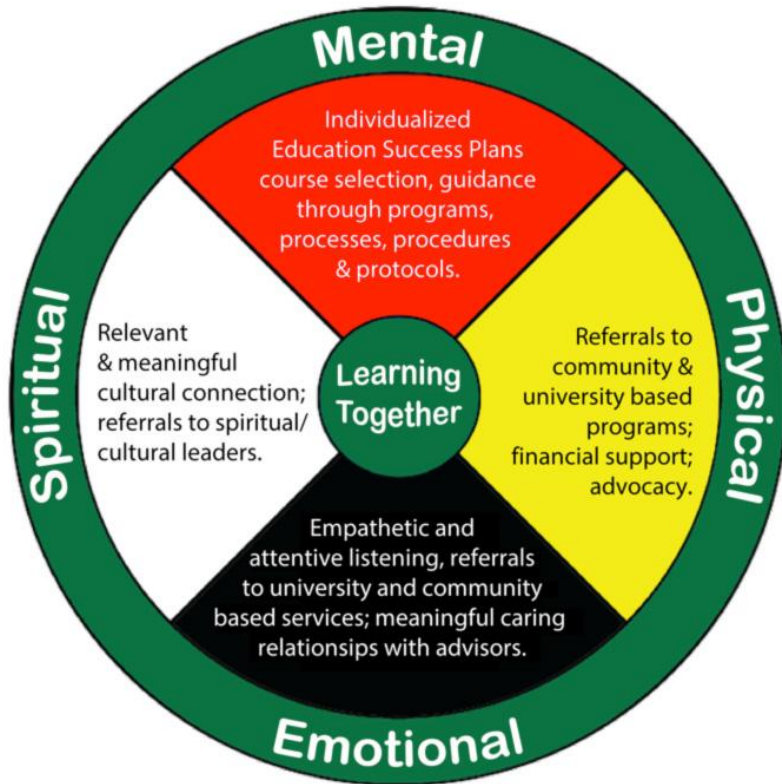 Mental
Individualized
Education Success Plans
course selection, guidance
through programs,
processes, procedures
& protocols.
Spiritual
Relevant
& meaningful
cultural connection;
referrals to spiritual/
cultural leaders.
Learning
Together
Referrals to
community &
university based
programs;
financial support;
advocacy.
Physical
Empathetic and
attentive listening, referrals
to university and community
based services; meaningful caring
relationsips with advisors.
Emotional